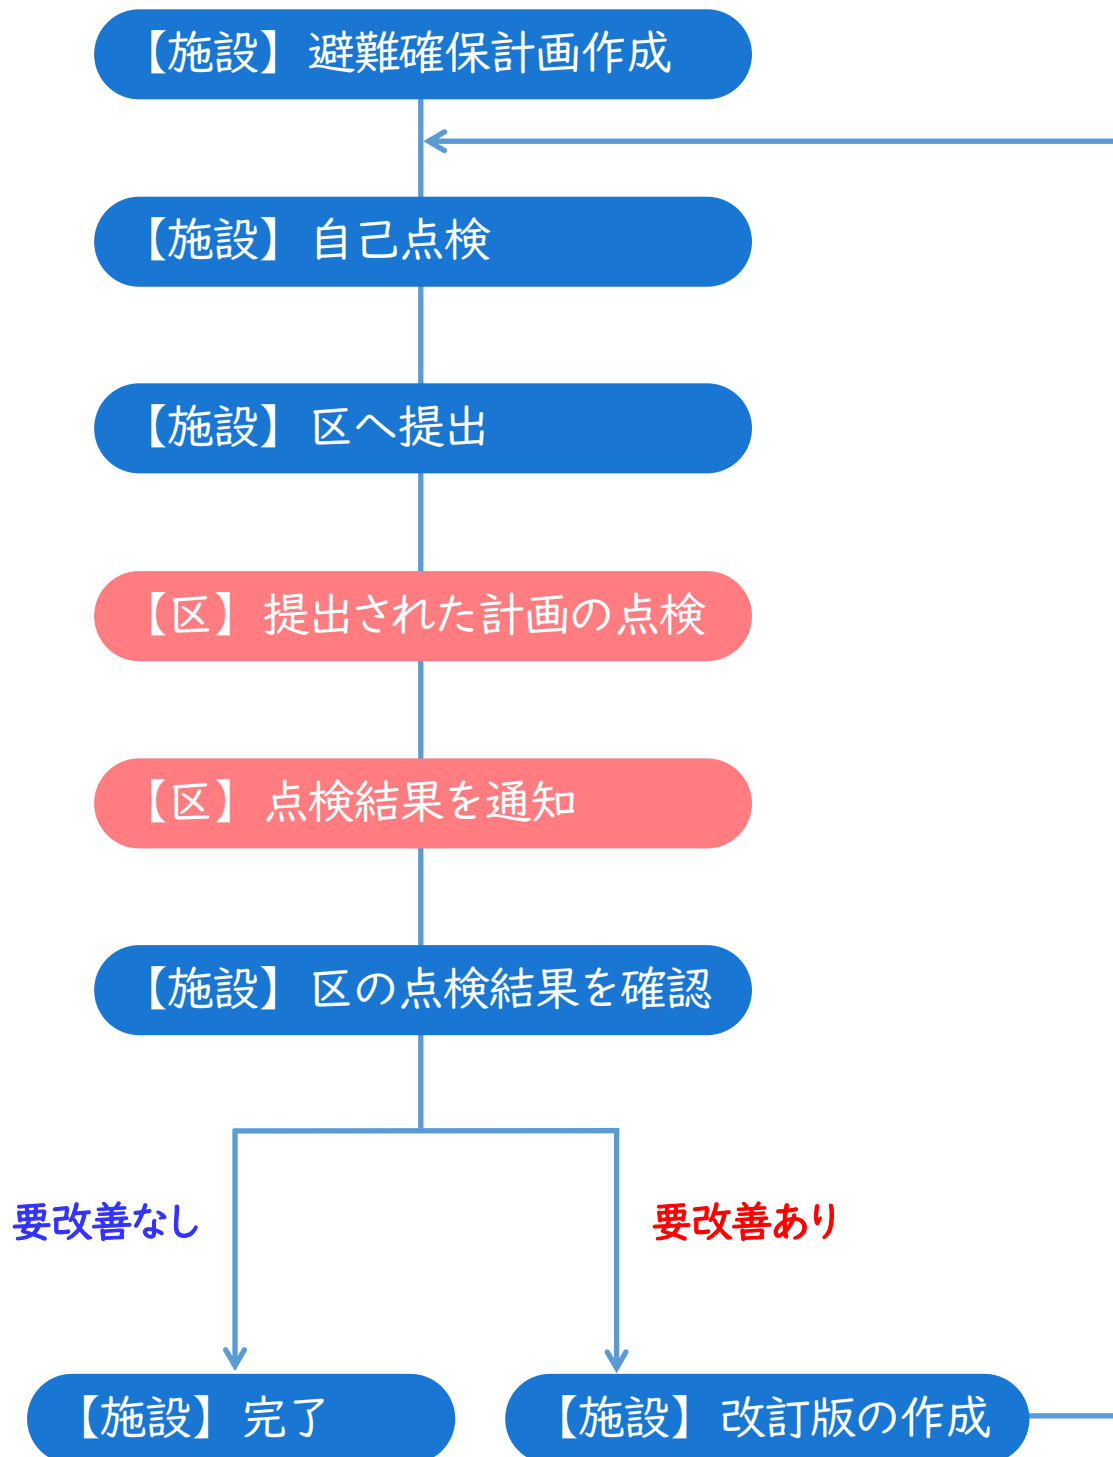 【施設】避難確保計画作成
【施設】自己点検
【施設】区へ提出
【区】提出された計画の点検
【区】点検結果を通知
【施設】区の点検結果を確認
要改善なし
要改善あり
【施設】完了
【施設】改訂版の作成